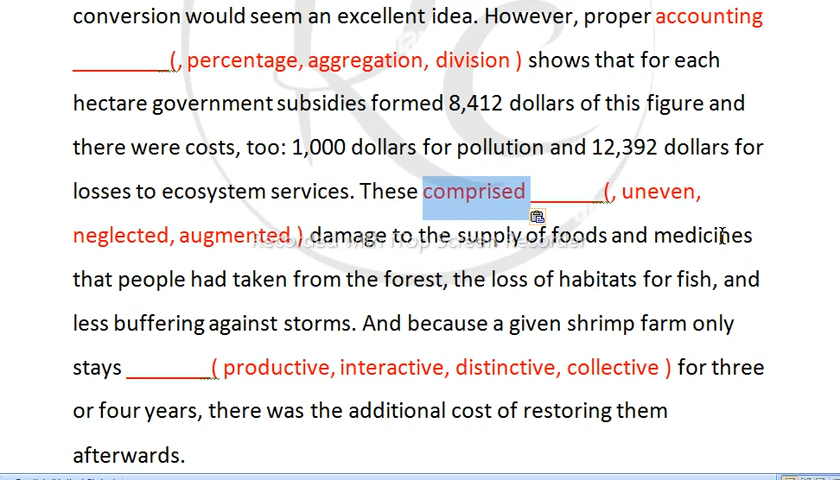 conversion would seem an excellent idea. However, proper accounting
_________(, percentage, aggregation, division ) shows that for each
hectare government subsidies formed 8,412 dollars of this figure and
there were costs, too: 1,000 dollars for pollution and 12,392 dollars for
losses to ecosystem services. These comprised _______(, uneven,
neglected, augmented ) damage to the supply of foods and medicines
Recorded with iTop Screen Recorder
that people had taken from the forest, the loss of habitats for fish, and
less buffering against storms. And because a given shrimp farm only
stays ________( productive, interactive, distinctive, collective ) for three
or four years, there was the additional cost of restoring them
afterwards.